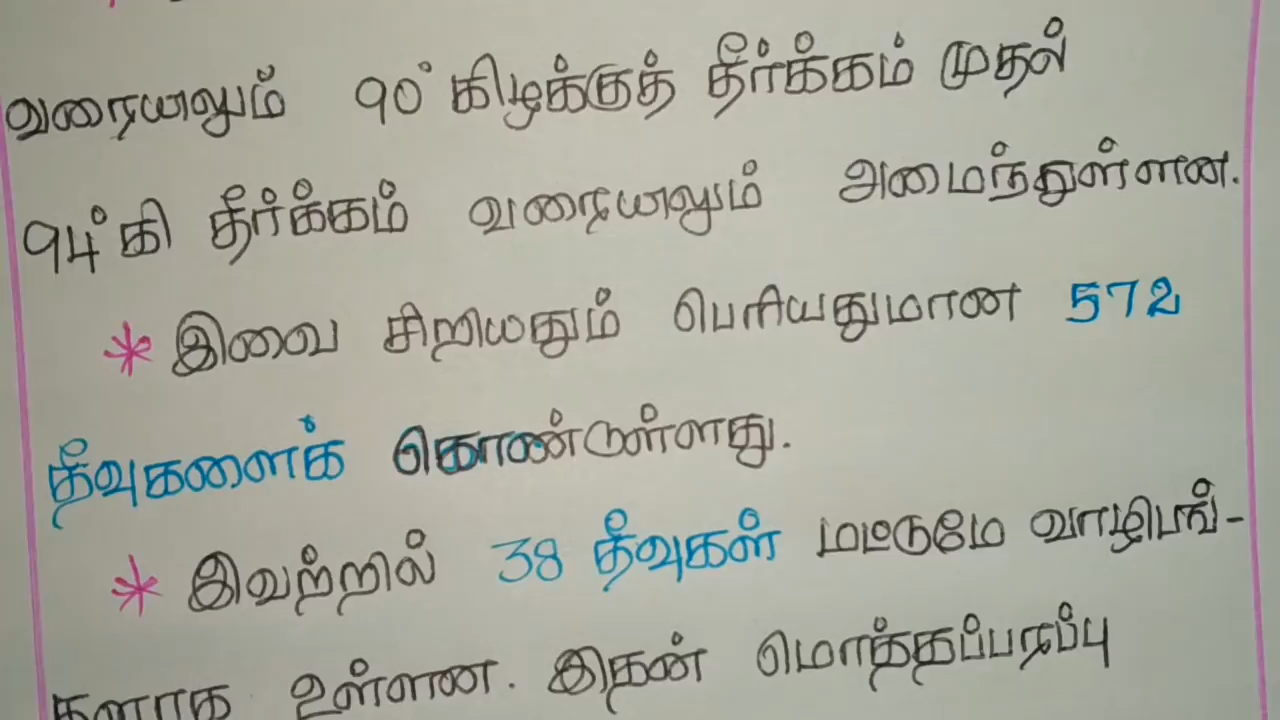 வரையிலும் 90° கிழக்குத் தீர்க்கம் முதல்
94° கி தீர்க்கம் வரையிலும் அமைந்துள்ளன.
* இவை சிறியதும் பெரியதுமான 572
தீவுகளைக் கொண்டுள்ளது.
* இவற்றில் 38 தீவுகள் மட்டுமே வாழிடங்-
களாக உள்ளன. இதன் மொத்தப்பரப்பு